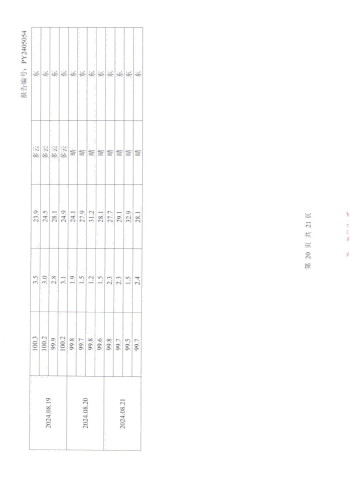 报告编号：PY2405054
2024.08.19
100.3 3.5 23.9 多云 东
100.2 3.0 24.5 多云 东
99.9 2.8 28.1 多云 东
100.2 3.1 24.9 多云 东
2024.08.20
99.8 1.9 24.1 晴 东
99.7 1.5 27.9 晴 东
99.8 1.2 31.2 晴 东
99.6 1.5 28.1 晴 东
2024.08.21
99.8 2.3 27.7 晴 东
99.7 2.3 29.1 晴 东
99.5 1.5 32.9 晴 东
99.7 2.4 28.1 晴 东
第 20 页 共 21 页